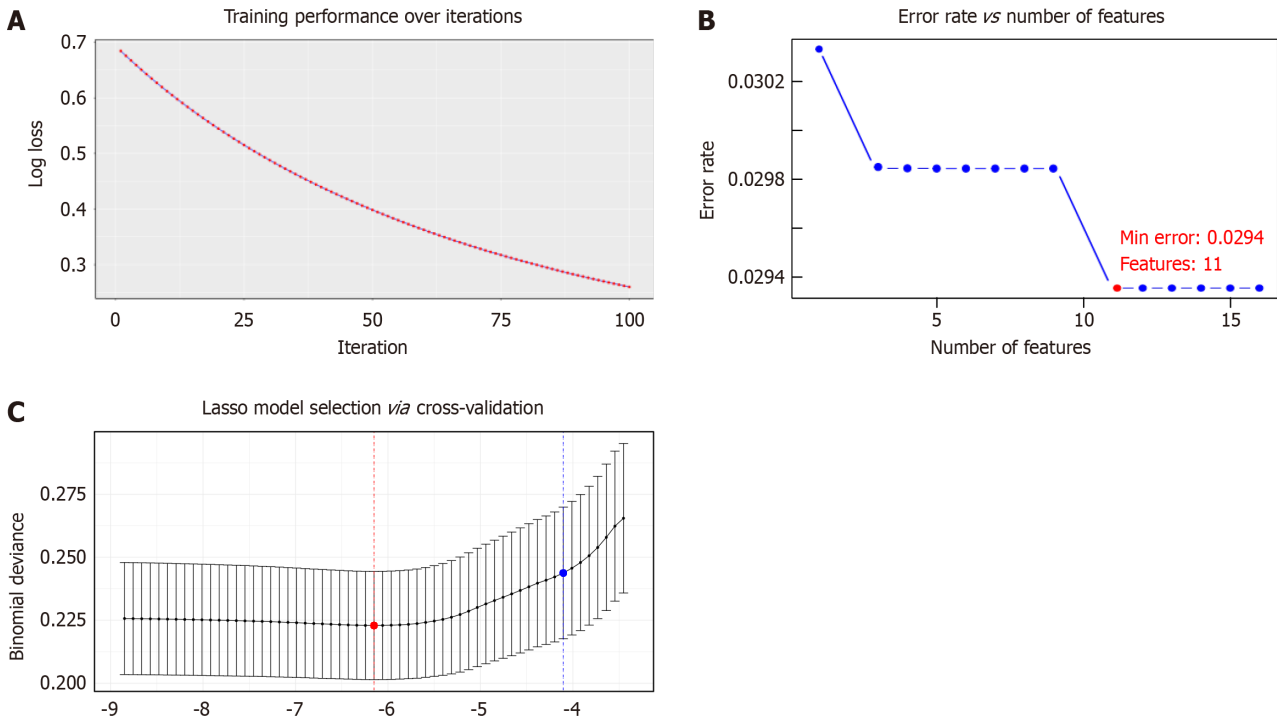 A
Training performance over iterations
Log loss
0.7
0.6
0.5
0.4
0.3
0
25
50
75
100
Iteration
B
Error rate vs number of features
Error rate
0.0302
0.0298
0.0294
Min error: 0.0294
Features: 11
5
10
15
Number of features
C
Lasso model selection via cross-validation
Binomial deviance
0.275
0.250
0.225
0.200
-9
-8
-7
-6
-5
-4